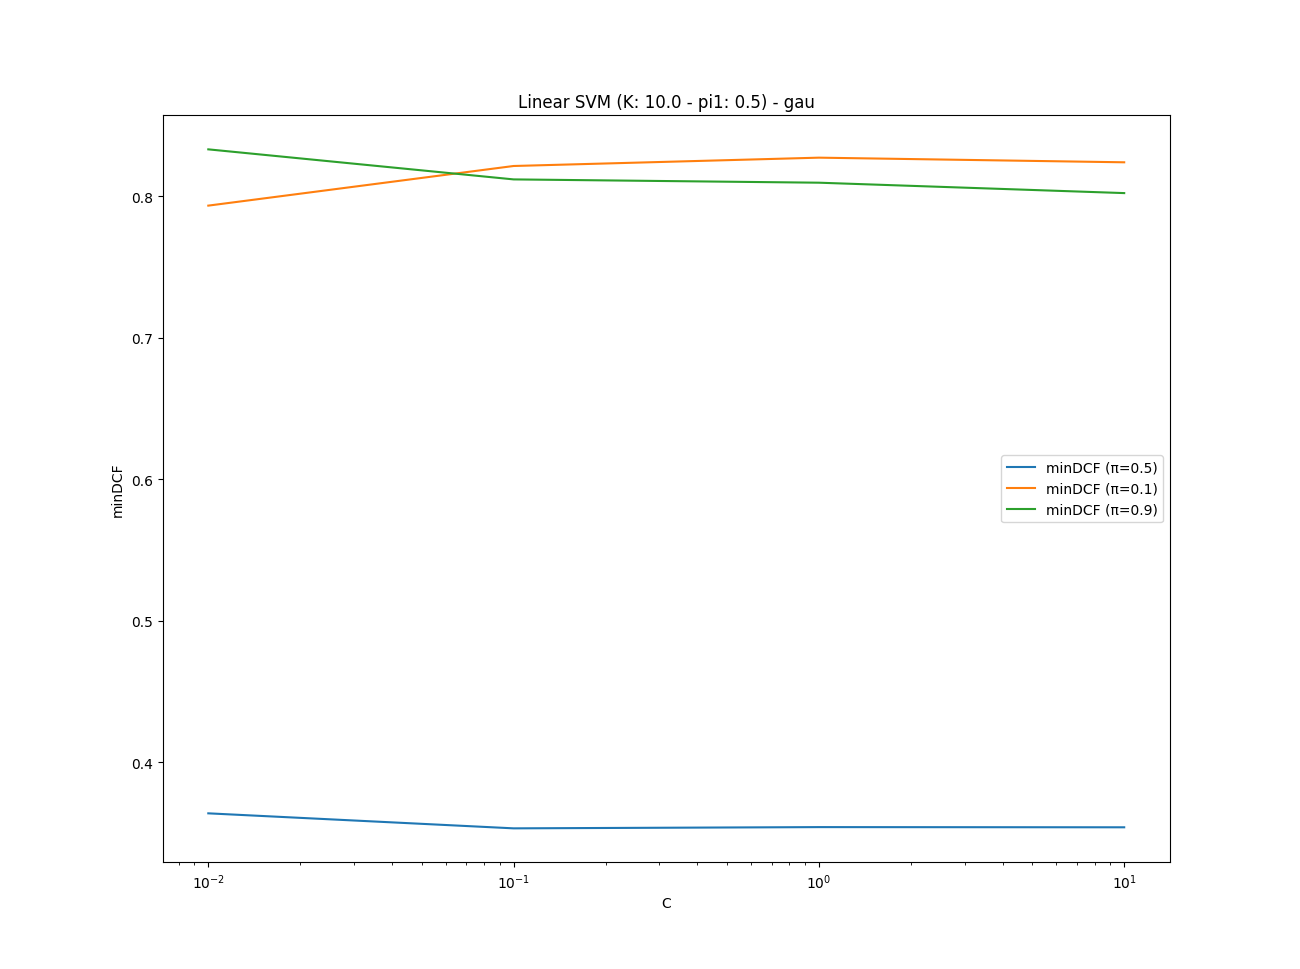 Linear SVM (K: 10.0 - pi1: 0.5) - gau
minDCF
0.8
0.7
0.6
0.5
0.4
minDCF (π=0.5)
minDCF (π=0.1)
minDCF (π=0.9)
10⁻² 10⁻¹ 10⁰ 10¹
C